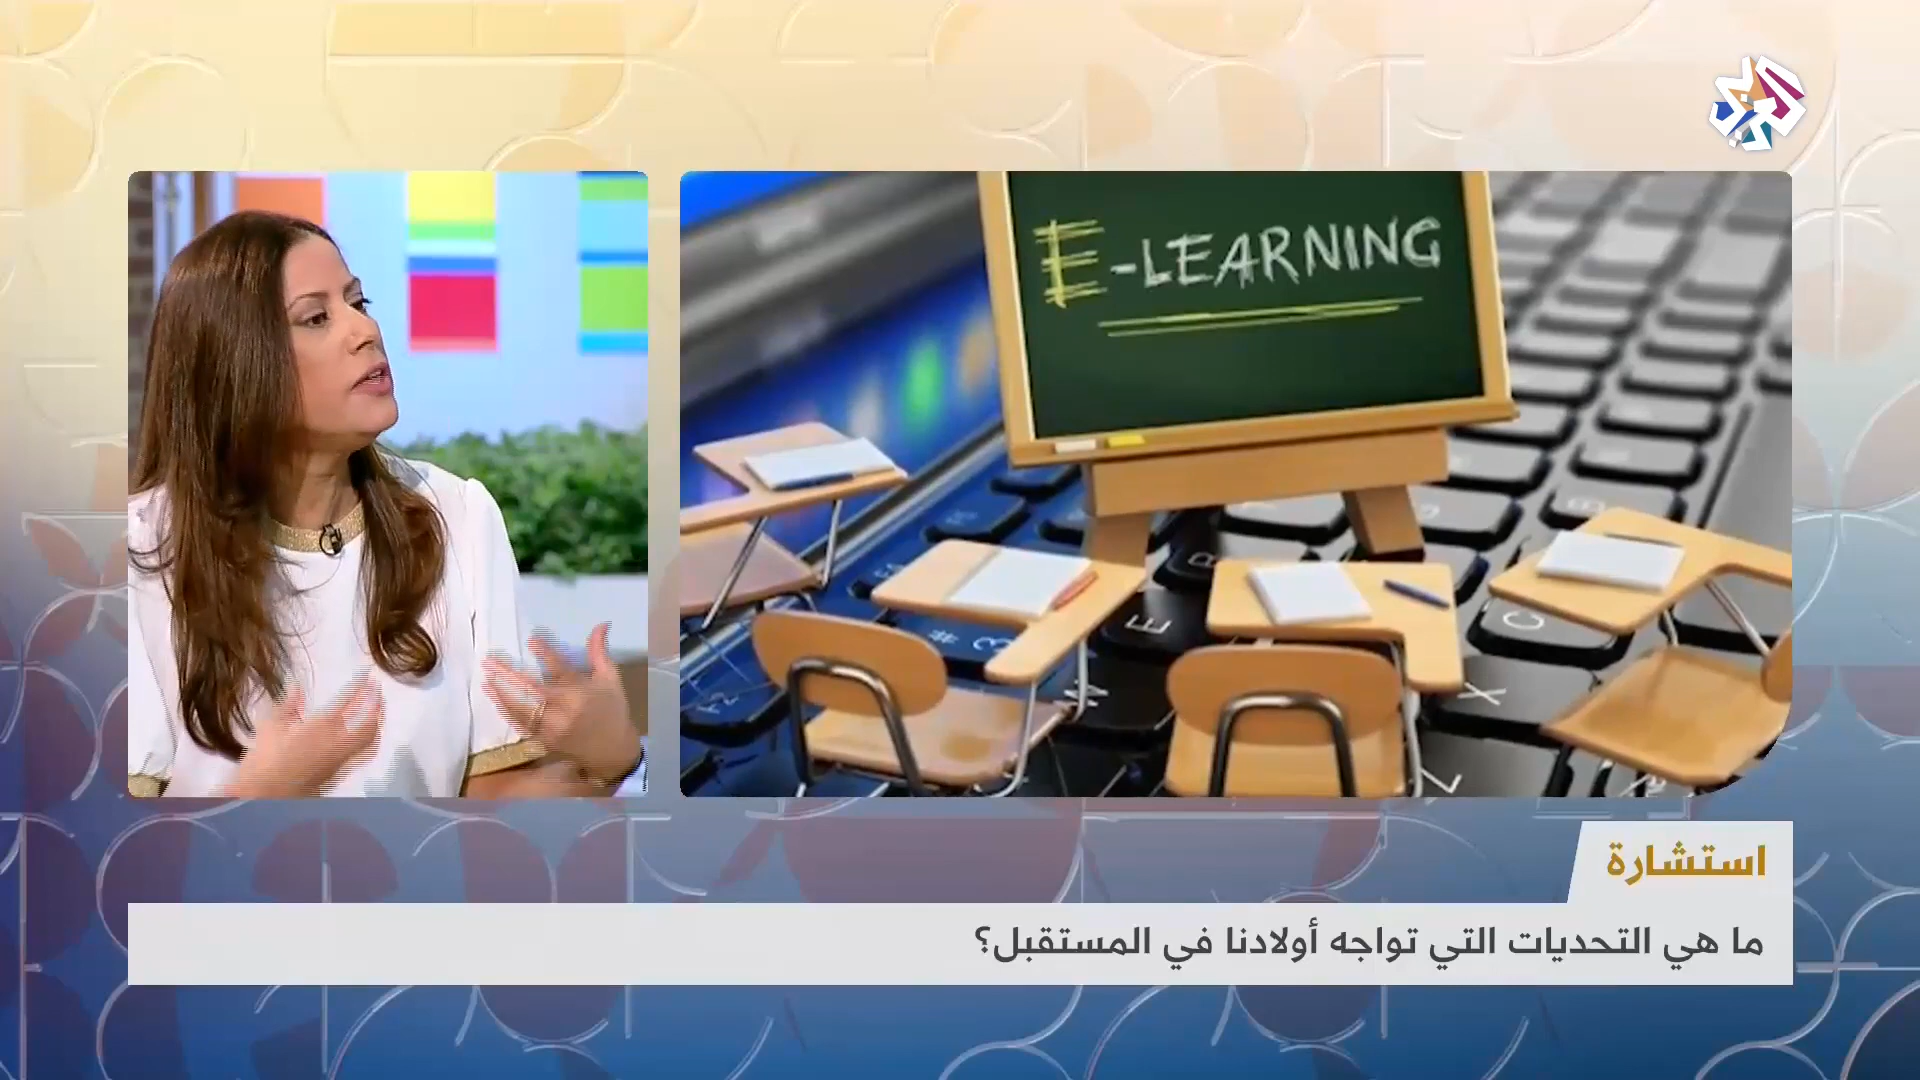 E-LEARNING
استشارة
ما هي التحديات التي تواجه أولادنا في المستقبل؟